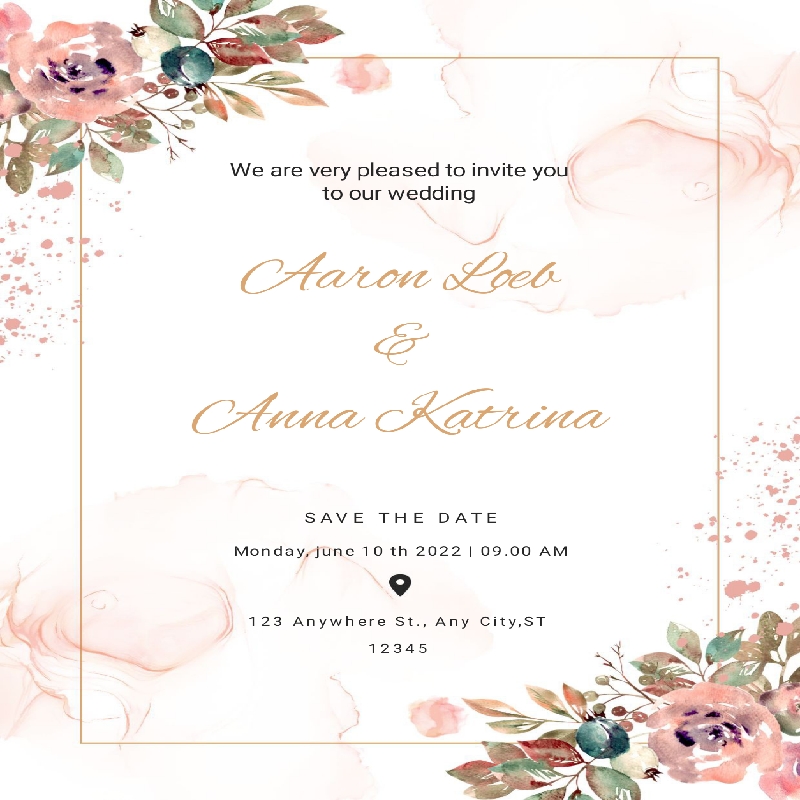 We are very pleased to invite you
to our wedding
Aaron Loeb
&
Anna Katrina
SAVE THE DATE
Monday, June 10 th 2022 | 09.00 AM
123 Anywhere St., Any City,ST
12345